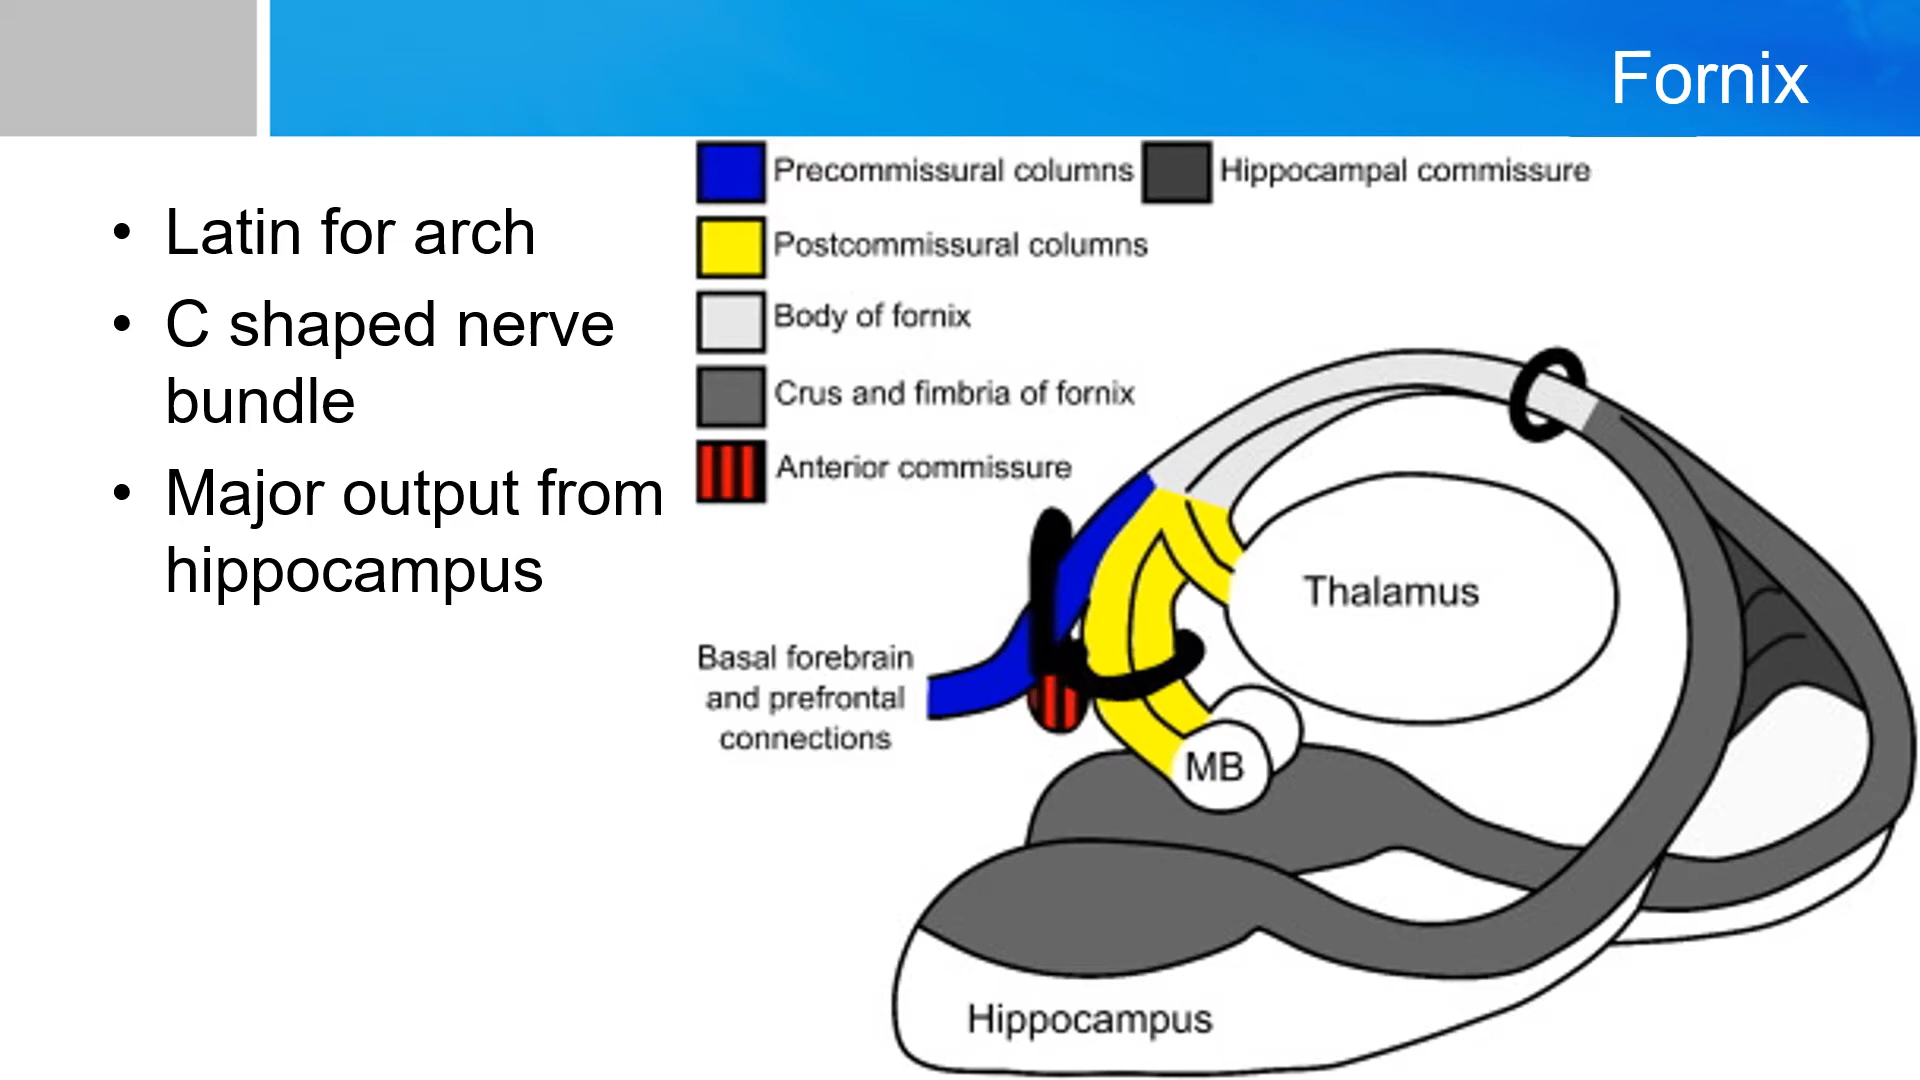 Fornix
• Latin for arch
• C shaped nerve
bundle
• Major output from
hippocampus
Precommissural columns
Hippocampal commissure
Postcommissural columns
Body of fornix
Crus and fimbria of fornix
Anterior commissure
Basal forebrain
and prefrontal
connections
Thalamus
MB
Hippocampus